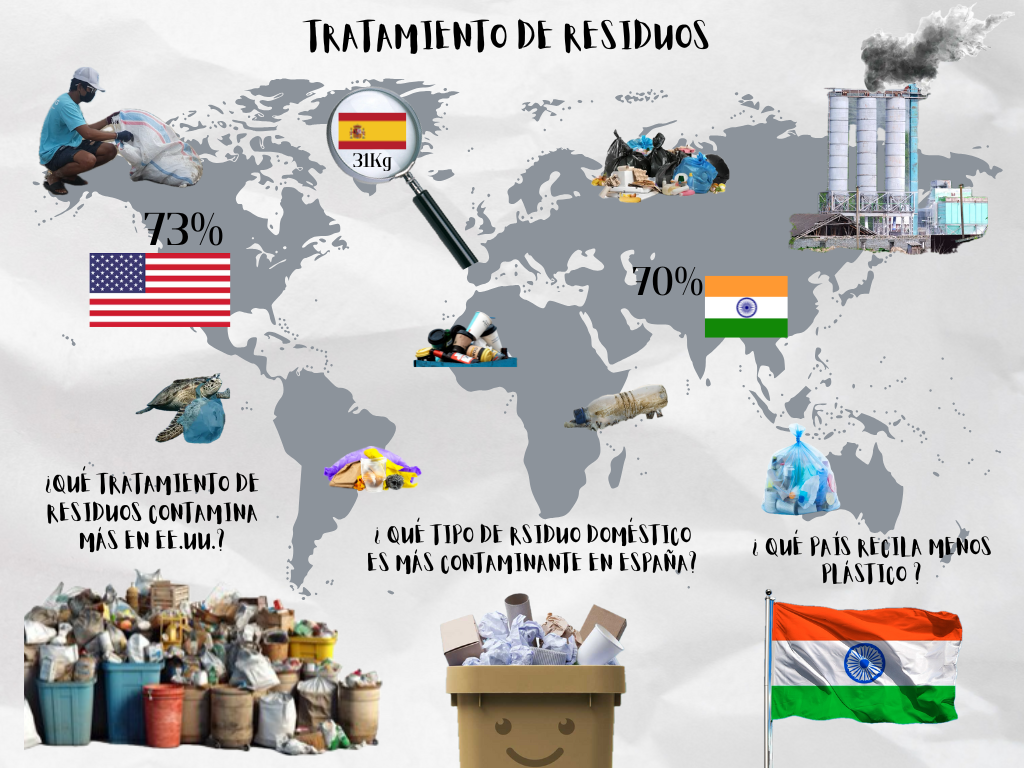 TRATAMIENTO DE RESIDUOS
31Kg
73%
70%
¿QUÉ TRATAMIENTO DE
RESIDUOS CONTAMINA
MÁS EN EE.UU.?
¿ QUÉ TIPO DE RSIDUO DOMÉSTICO
ES MÁS CONTAMINANTE EN ESPAÑA?
¿ QUÉ PAÍS RECILA MENOS
PLÁSTICO ?